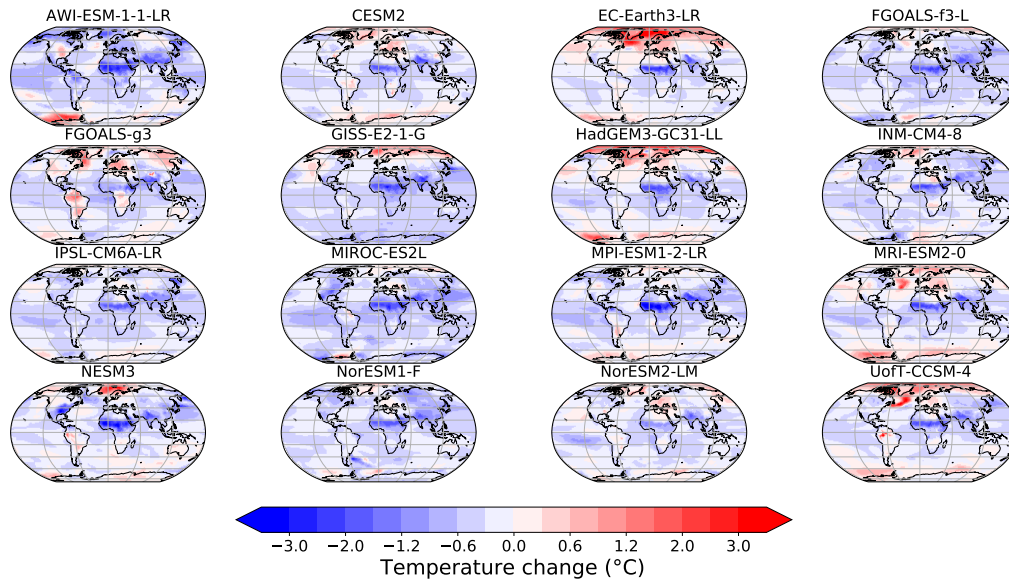 AWI-ESM-1-1-LR CESM2 EC-Earth3-LR FGOALS-f3-L
FGOALS-g3 GISS-E2-1-G HadGEM3-GC31-LL INM-CM4-8
IPSL-CM6A-LR MIROC-ES2L MPI-ESM1-2-LR MRI-ESM2-0
NESM3 NorESM1-F NorESM2-LM UofT-CCSM-4
−3.0 −2.0 −1.2 −0.6 0.0 0.6 1.2 2.0 3.0
Temperature change (°C)